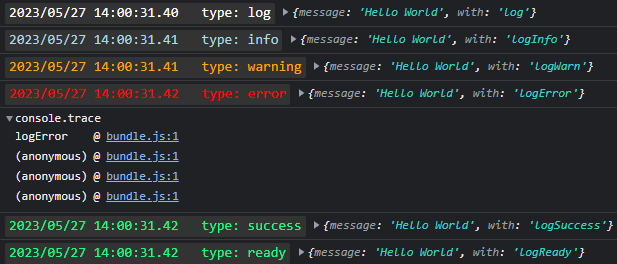 2023/05/27 14:00:31.40 type: log ▶ {message: 'Hello World', with: 'log'}
2023/05/27 14:00:31.41 type: info ▶ {message: 'Hello World', with: 'logInfo'}
2023/05/27 14:00:31.41 type: warning ▶ {message: 'Hello World', with: 'logWarn'}
2023/05/27 14:00:31.42 type: error ▶ {message: 'Hello World', with: 'logError'}
▼ console.trace
logError @ bundle.js:1
(anonymous) @ bundle.js:1
(anonymous) @ bundle.js:1
(anonymous) @ bundle.js:1
2023/05/27 14:00:31.42 type: success ▶ {message: 'Hello World', with: 'logSuccess'}
2023/05/27 14:00:31.42 type: ready ▶ {message: 'Hello World', with: 'logReady'}